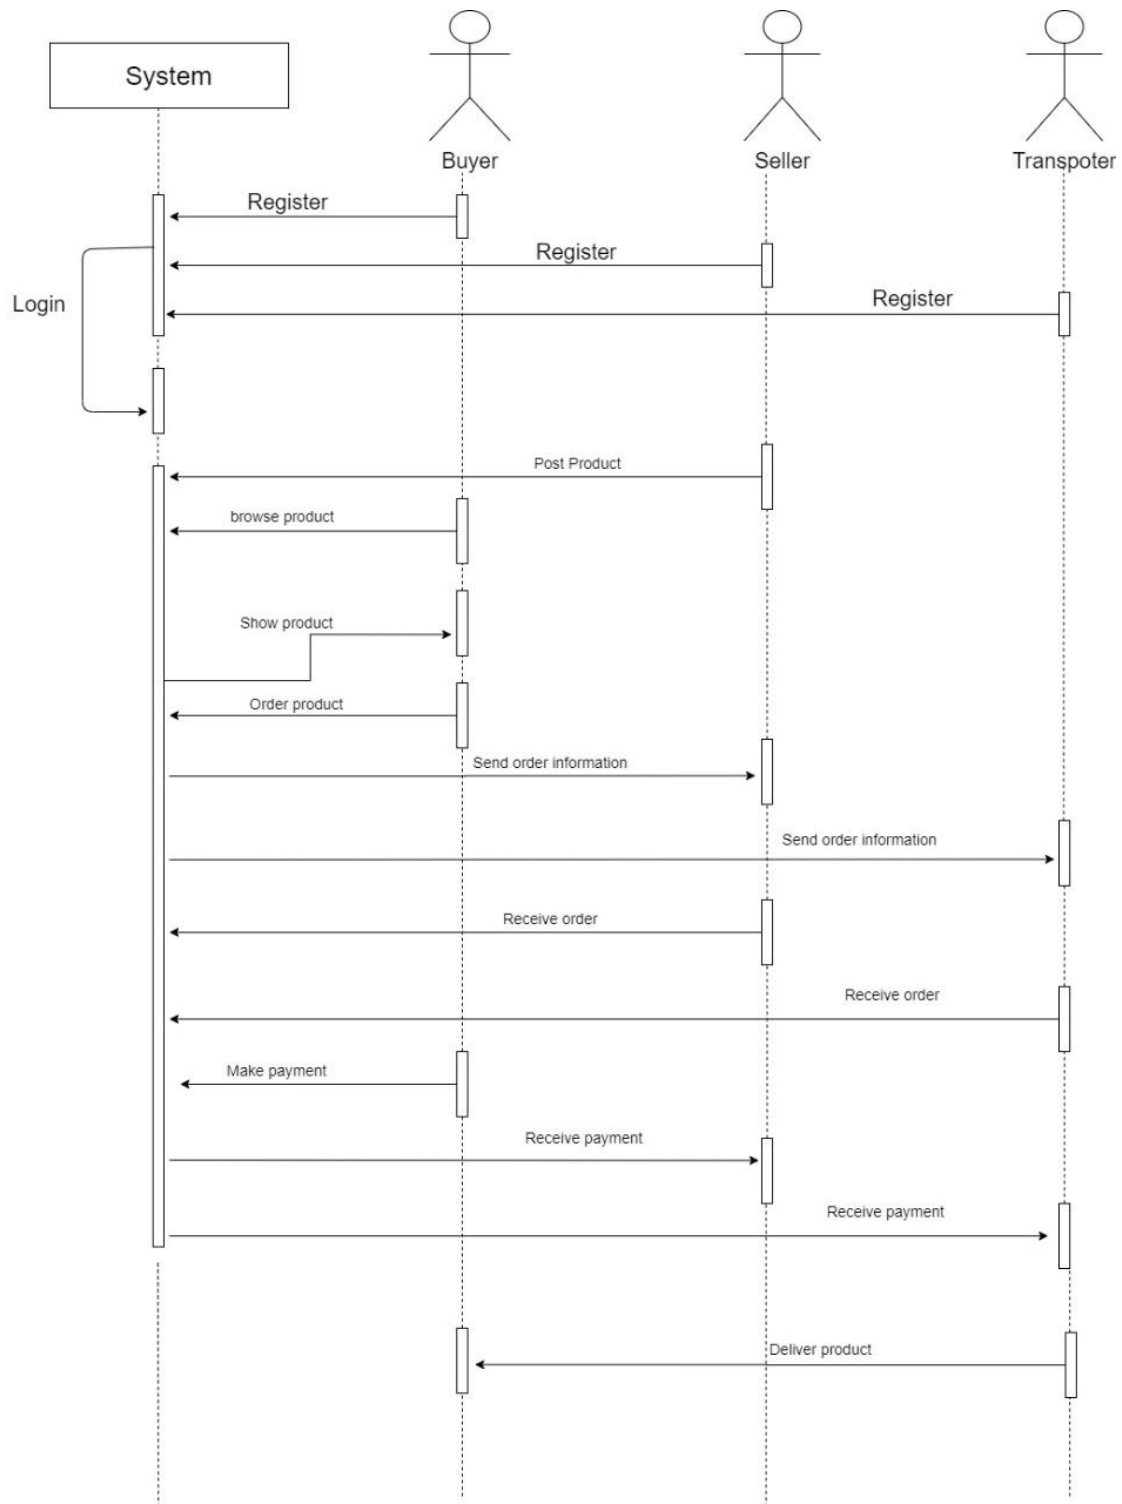 System
Buyer
Seller
Transpoter
Register
Register
Register
Login
Post Product
browse product
Show product
Order product
Send order information
Send order information
Receive order
Receive order
Make payment
Receive payment
Receive payment
Deliver product